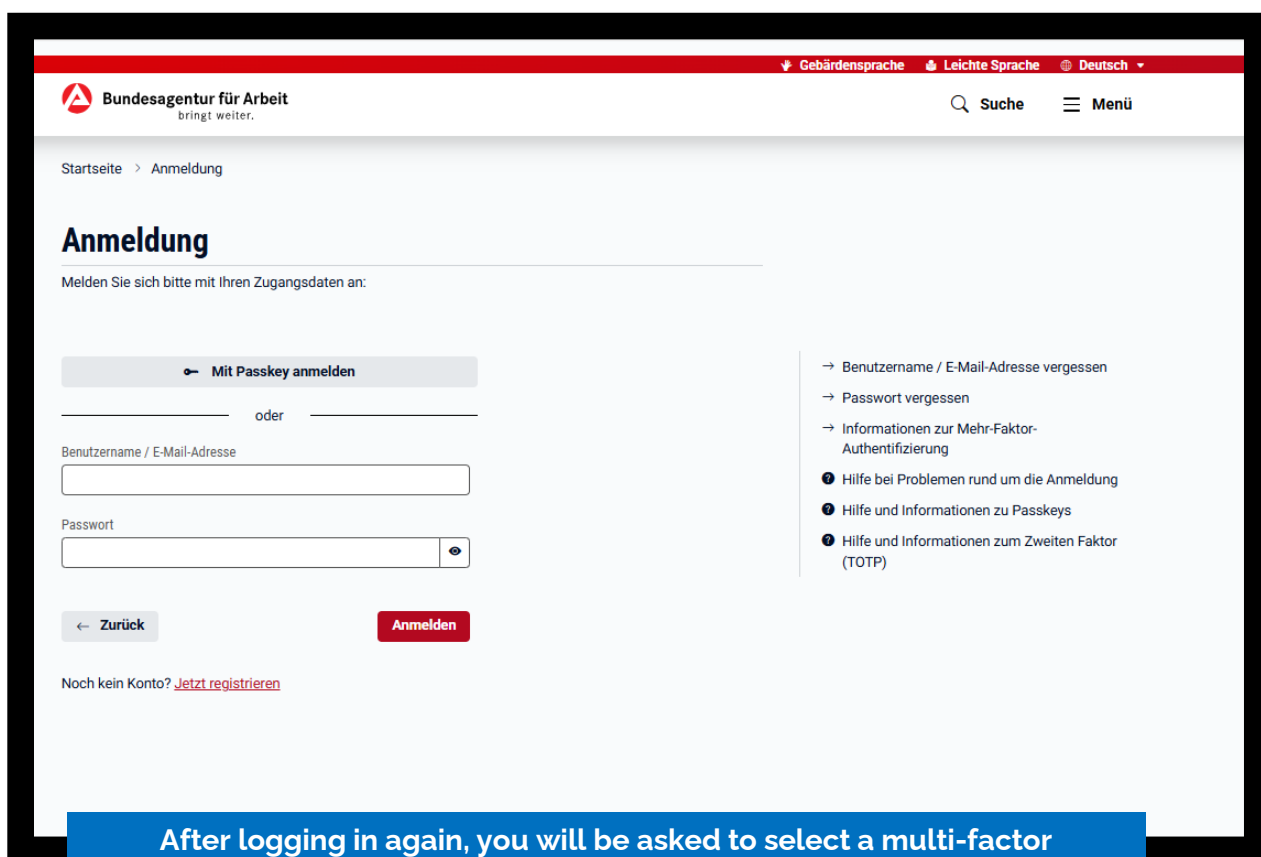 Gebärdensprache Leichte Sprache Deutsch
Bundesagentur für Arbeit
bringt weiter.
Suche Menü
Startseite > Anmeldung
Anmeldung
Melden Sie sich bitte mit Ihren Zugangsdaten an:
Mit Passkey anmelden
oder
Benutzername / E-Mail-Adresse
Passwort
← Zurück
Anmelden
Noch kein Konto? Jetzt registrieren
→ Benutzername / E-Mail-Adresse vergessen
→ Passwort vergessen
→ Informationen zur Mehr-Faktor-
Authentifizierung
Hilfe bei Problemen rund um die Anmeldung
Hilfe und Informationen zu Passkeys
Hilfe und Informationen zum Zweiten Faktor
(TOTP)
After logging in again, you will be asked to select a multi-factor